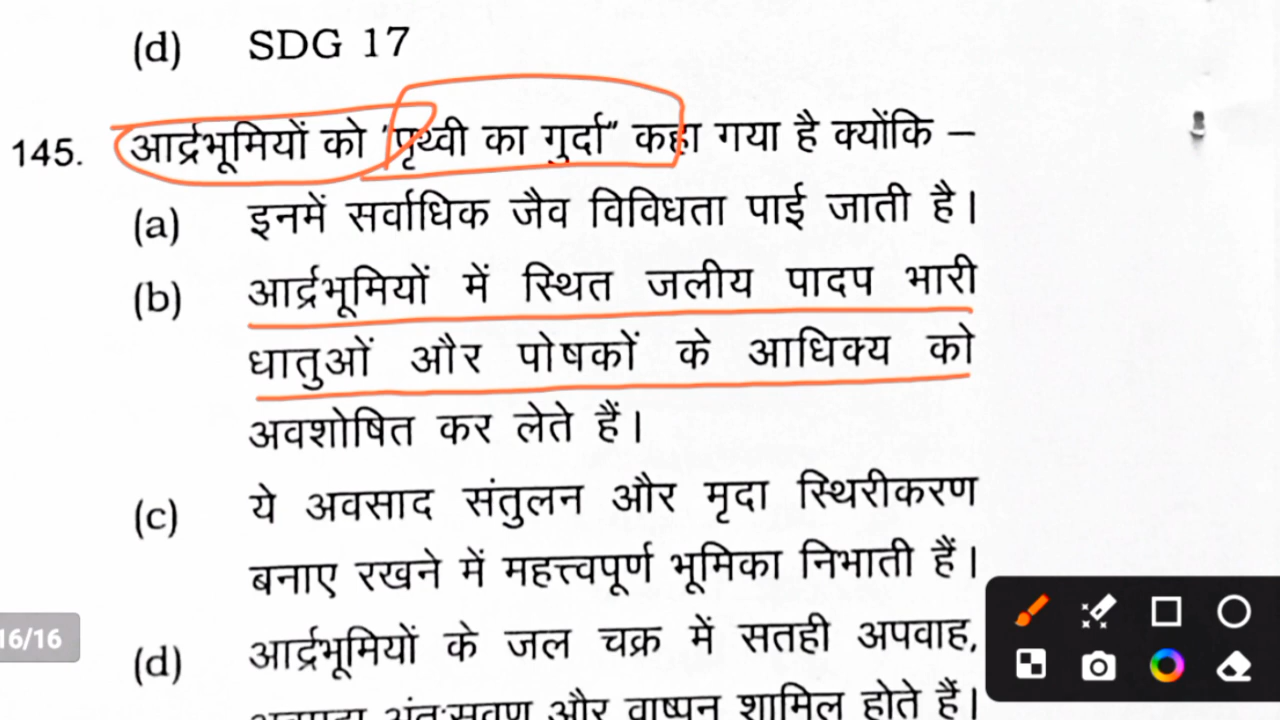 (d) SDG 17
145. आर्द्रभूमियों को "पृथ्वी का गुर्दा" कहा गया है क्योंकि –
(a) इनमें सर्वाधिक जैव विविधता पाई जाती है।
(b) आर्द्रभूमियों में स्थित जलीय पादप भारी
धातुओं और पोषकों के आधिक्य को
अवशोषित कर लेते हैं।
(c) ये अवसाद संतुलन और मृदा स्थिरीकरण
बनाए रखने में महत्त्वपूर्ण भूमिका निभाती हैं।
(d) आर्द्रभूमियों के जल चक्र में सतही अपवाह,
अंतःस्रवण और वाष्पन शामिल होते हैं।
16/16